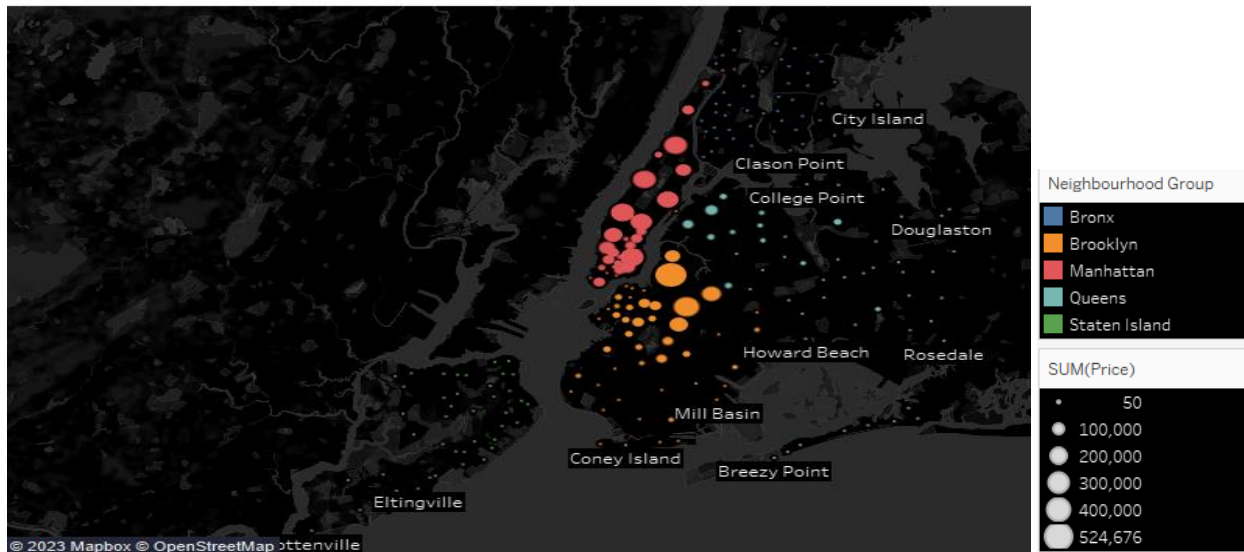 City Island
Clason Point
College Point
Douglaston
Howard Beach
Rosedale
Mill Basin
Coney Island
Breezy Point
Eltingville
© 2023 Mapbox © OpenStreetMap ottenville
Neighbourhood Group
Bronx
Brooklyn
Manhattan
Queens
Staten Island
SUM(Price)
50
100,000
200,000
300,000
400,000
524,676